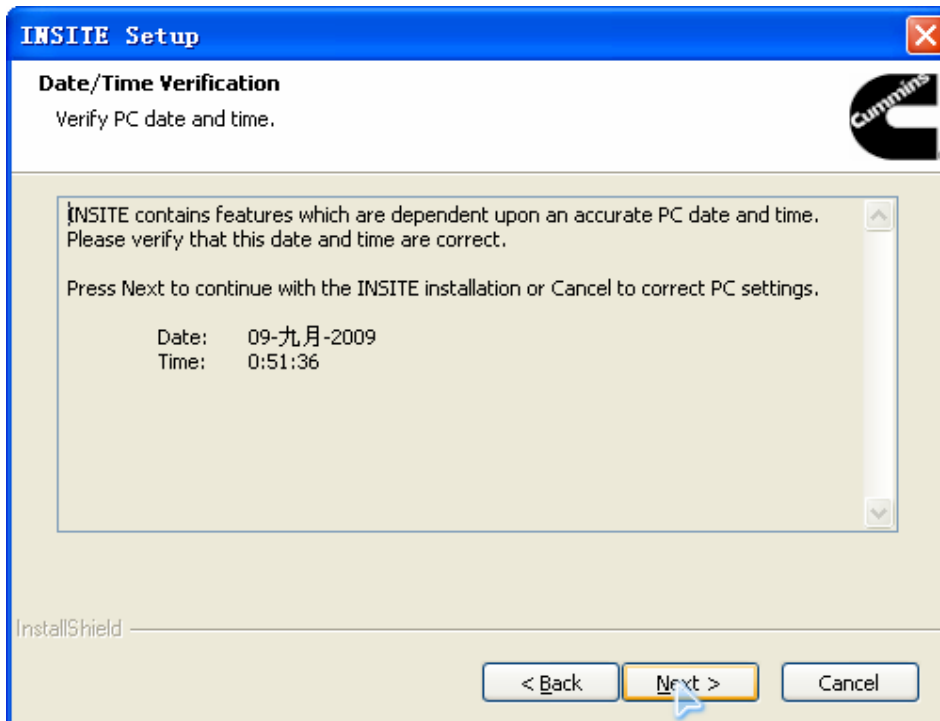 INSITE Setup
Date/Time Verification
Verify PC date and time.
Cummins
INSITE contains features which are dependent upon an accurate PC date and time.
Please verify that this date and time are correct.
Press Next to continue with the INSITE installation or Cancel to correct PC settings.
Date: 09-九月-2009
Time: 0:51:36
InstallShield
< Back Next > Cancel